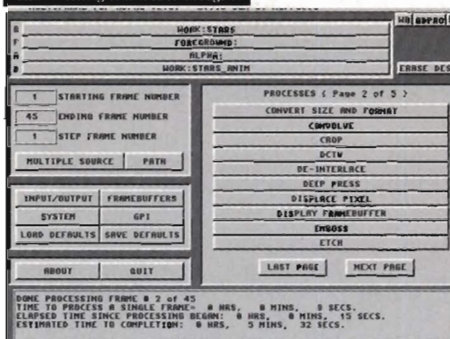 WORK:STARS
FOREGROUND:
ALPHA:
WORK:STARS_ANIM
ERASE DES
1 STARTING FRAME NUMBER
45 ENDING FRAME NUMBER
1 STEP FRAME NUMBER
MULTIPLE SOURCE PATH
INPUT/OUTPUT FRAMEBUFFERS
SYSTEM GPI
LOAD DEFAULTS SAVE DEFAULTS
ABOUT QUIT
PROCESSES ( Page 2 of 5 )
CONVERT SIZE AND FORMAT
CONVOLVE
CROP
DCTV
DE-INTERLACE
DEEP PRESS
DISPLACE PIXEL
DISPLAY FRAMEBUFFER
EMBOSS
ETCH
LAST PAGE NEXT PAGE
DONE PROCESSING FRAME # 2 of 45
TIME TO PROCESS A SINGLE FRAME- 0 HRS, 0 MINS, SECS.
ELAPSED TIME SINCE PROCESSING BEGAN: 0 HRS, 0 MINS, 15 SECS.
ESTIMATED TIME TO COMPLETION: 0 HRS, 5 MINS, 32 SECS.